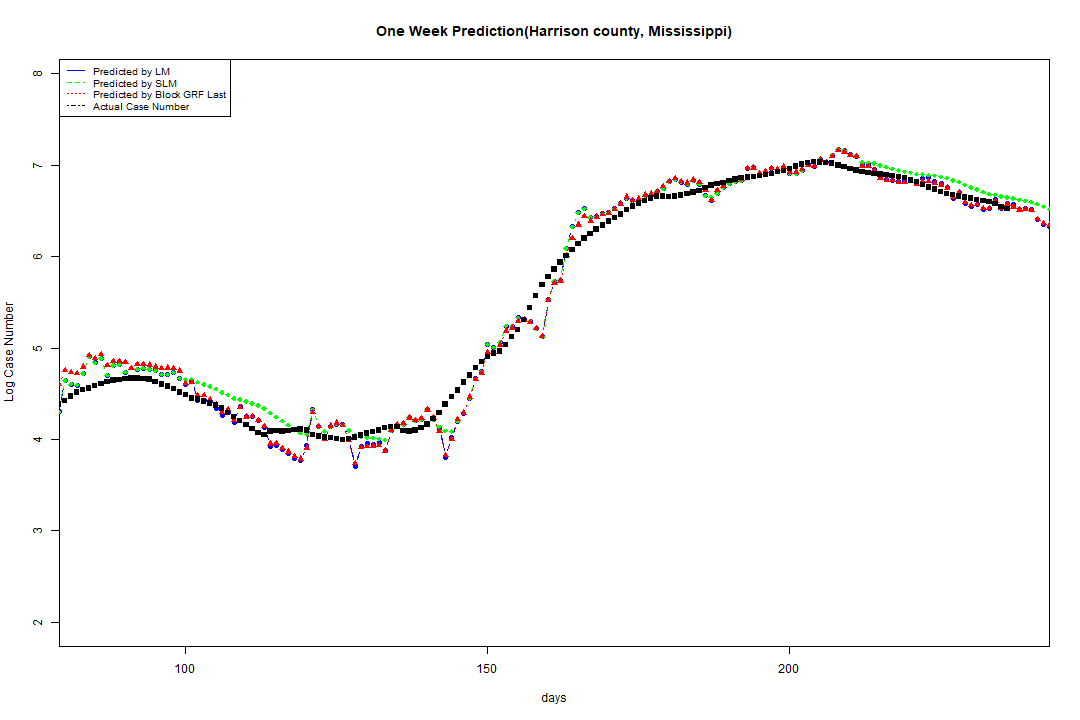 One Week Prediction(Harrison county, Mississippi)
Predicted by LM
Predicted by SLM
Predicted by Block GRF Last
Actual Case Number
Log Case Number
8
7
6
5
4
3
2
100 150 200
days